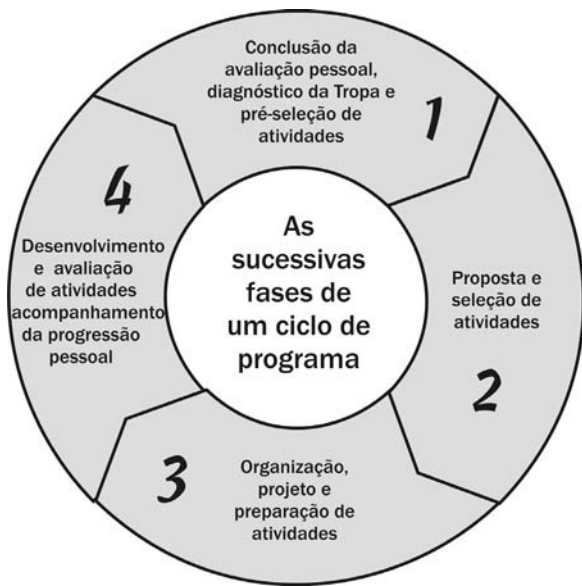 Conclusão da
avaliação pessoal,
diagnóstico da Tropa e
pré-seleção de
atividades
1
As
sucessivas
fases de
um ciclo de
programa
Proposta e
seleção de
atividades
2
Organização,
projeto e
preparação de
atividades
3
4
Desenvolvimento
e avaliação
de atividades
acompanhamento
da progressão
pessoal